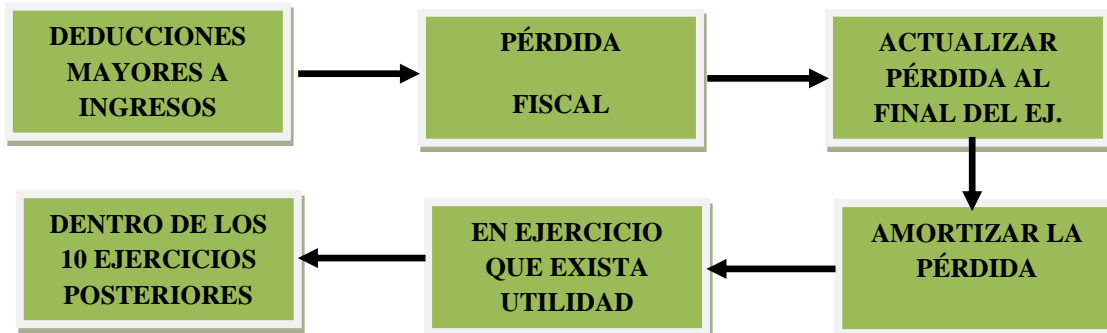 DEDUCCIONES
MAYORES A
INGRESOS
PÉRDIDA
FISCAL
ACTUALIZAR
PÉRDIDA AL
FINAL DEL EJ.
AMORTIZAR LA
PÉRDIDA
EN EJERCICIO
QUE EXISTA
UTILIDAD
DENTRO DE LOS
10 EJERCICIOS
POSTERIORES